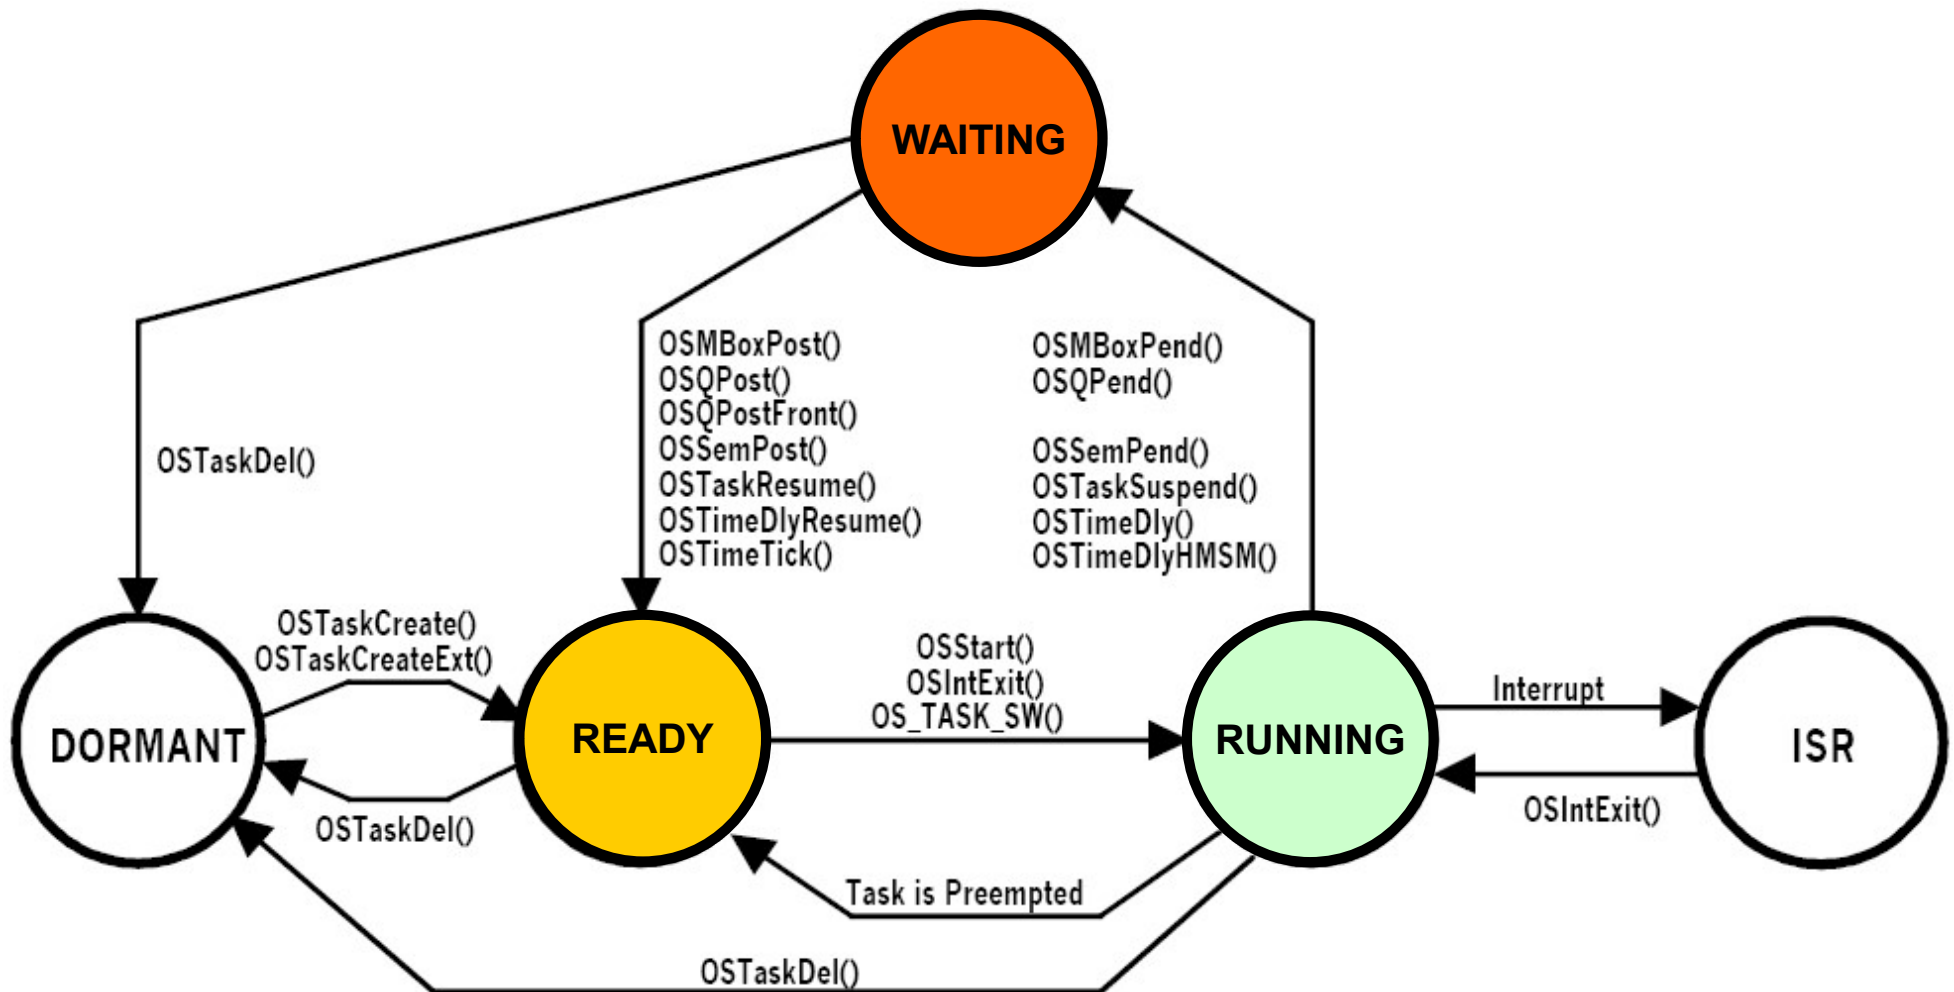 WAITING
OSMBoxPost()
OSQPost()
OSQPostFront()
OSSemPost()
OSTaskResume()
OSTimeDlyResume()
OSTimeTick()
OSMBoxPend()
OSQPend()
OSSemPend()
OSTaskSuspend()
OSTimeDly()
OSTimeDlyHMSM()
OSTaskDel()
OSTaskCreate()
OSTaskCreateExt()
OSStart()
OSIntExit()
OS_TASK_SW()
Interrupt
DORMANT
READY
RUNNING
ISR
OSTaskDel()
OSIntExit()
Task is Preempted
OSTaskDel()